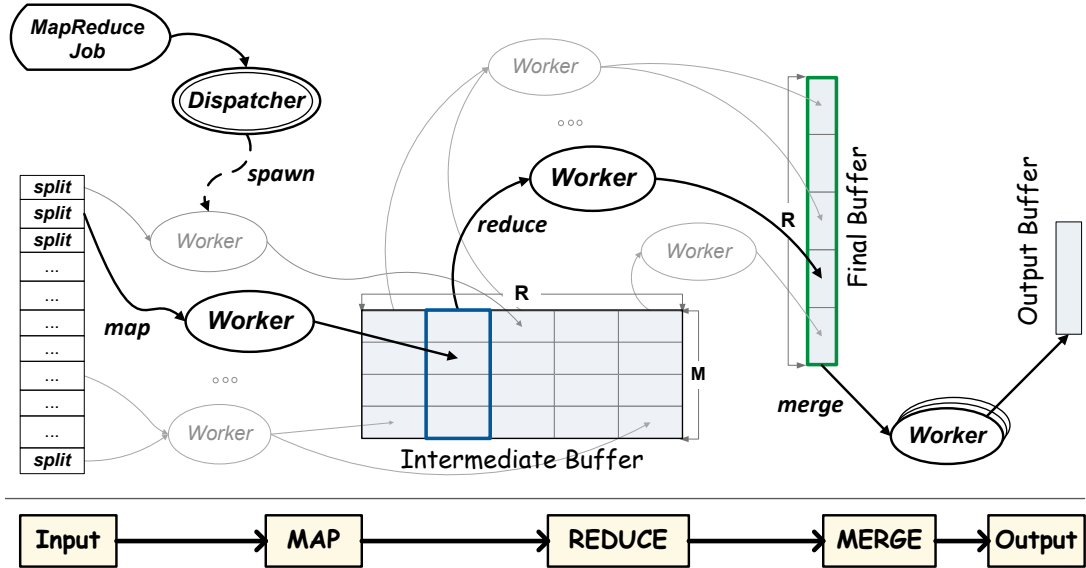 MapReduce
Job
Dispatcher
spawn
split
split
split
...
...
...
...
...
...
...
split
map
Worker
Worker
Worker
Worker
Worker
reduce
Worker
R
M
Intermediate Buffer
R
Final Buffer
merge
Worker
Output Buffer
Input
MAP
REDUCE
MERGE
Output